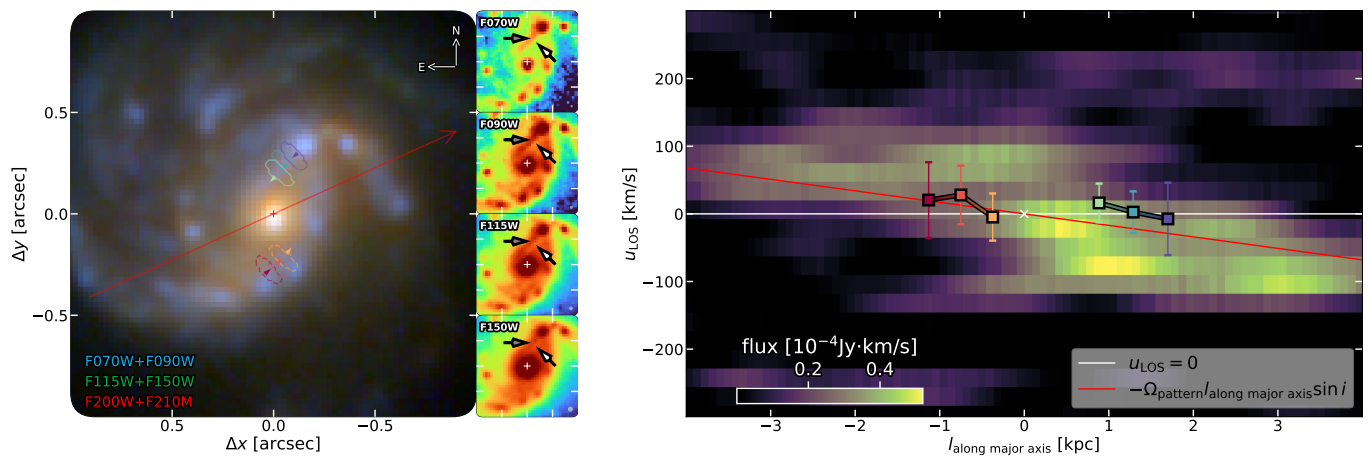 N
E
F070W
F090W
F115W
F150W
0.5
0.0
−0.5
Δy [arcsec]
F070W+F090W
F115W+F150W
F200W+F210M
0.5
0.0
−0.5
Δx [arcsec]
200
100
0
−100
−200
u_LOS [km/s]
flux [10⁻⁴Jy·km/s]
0.2
0.4
u_LOS = 0
−Ω_pattern l_along major axis sin i
−3
−2
−1
0
1
2
3
l_along major axis [kpc]